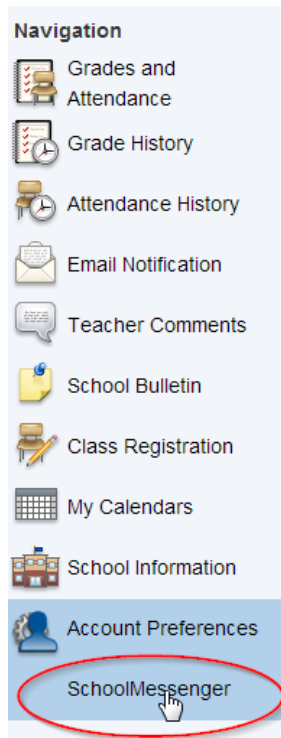 Navigation
Grades and
Attendance
Grade History
Attendance History
Email Notification
Teacher Comments
School Bulletin
Class Registration
My Calendars
School Information
Account Preferences
SchoolMessenger